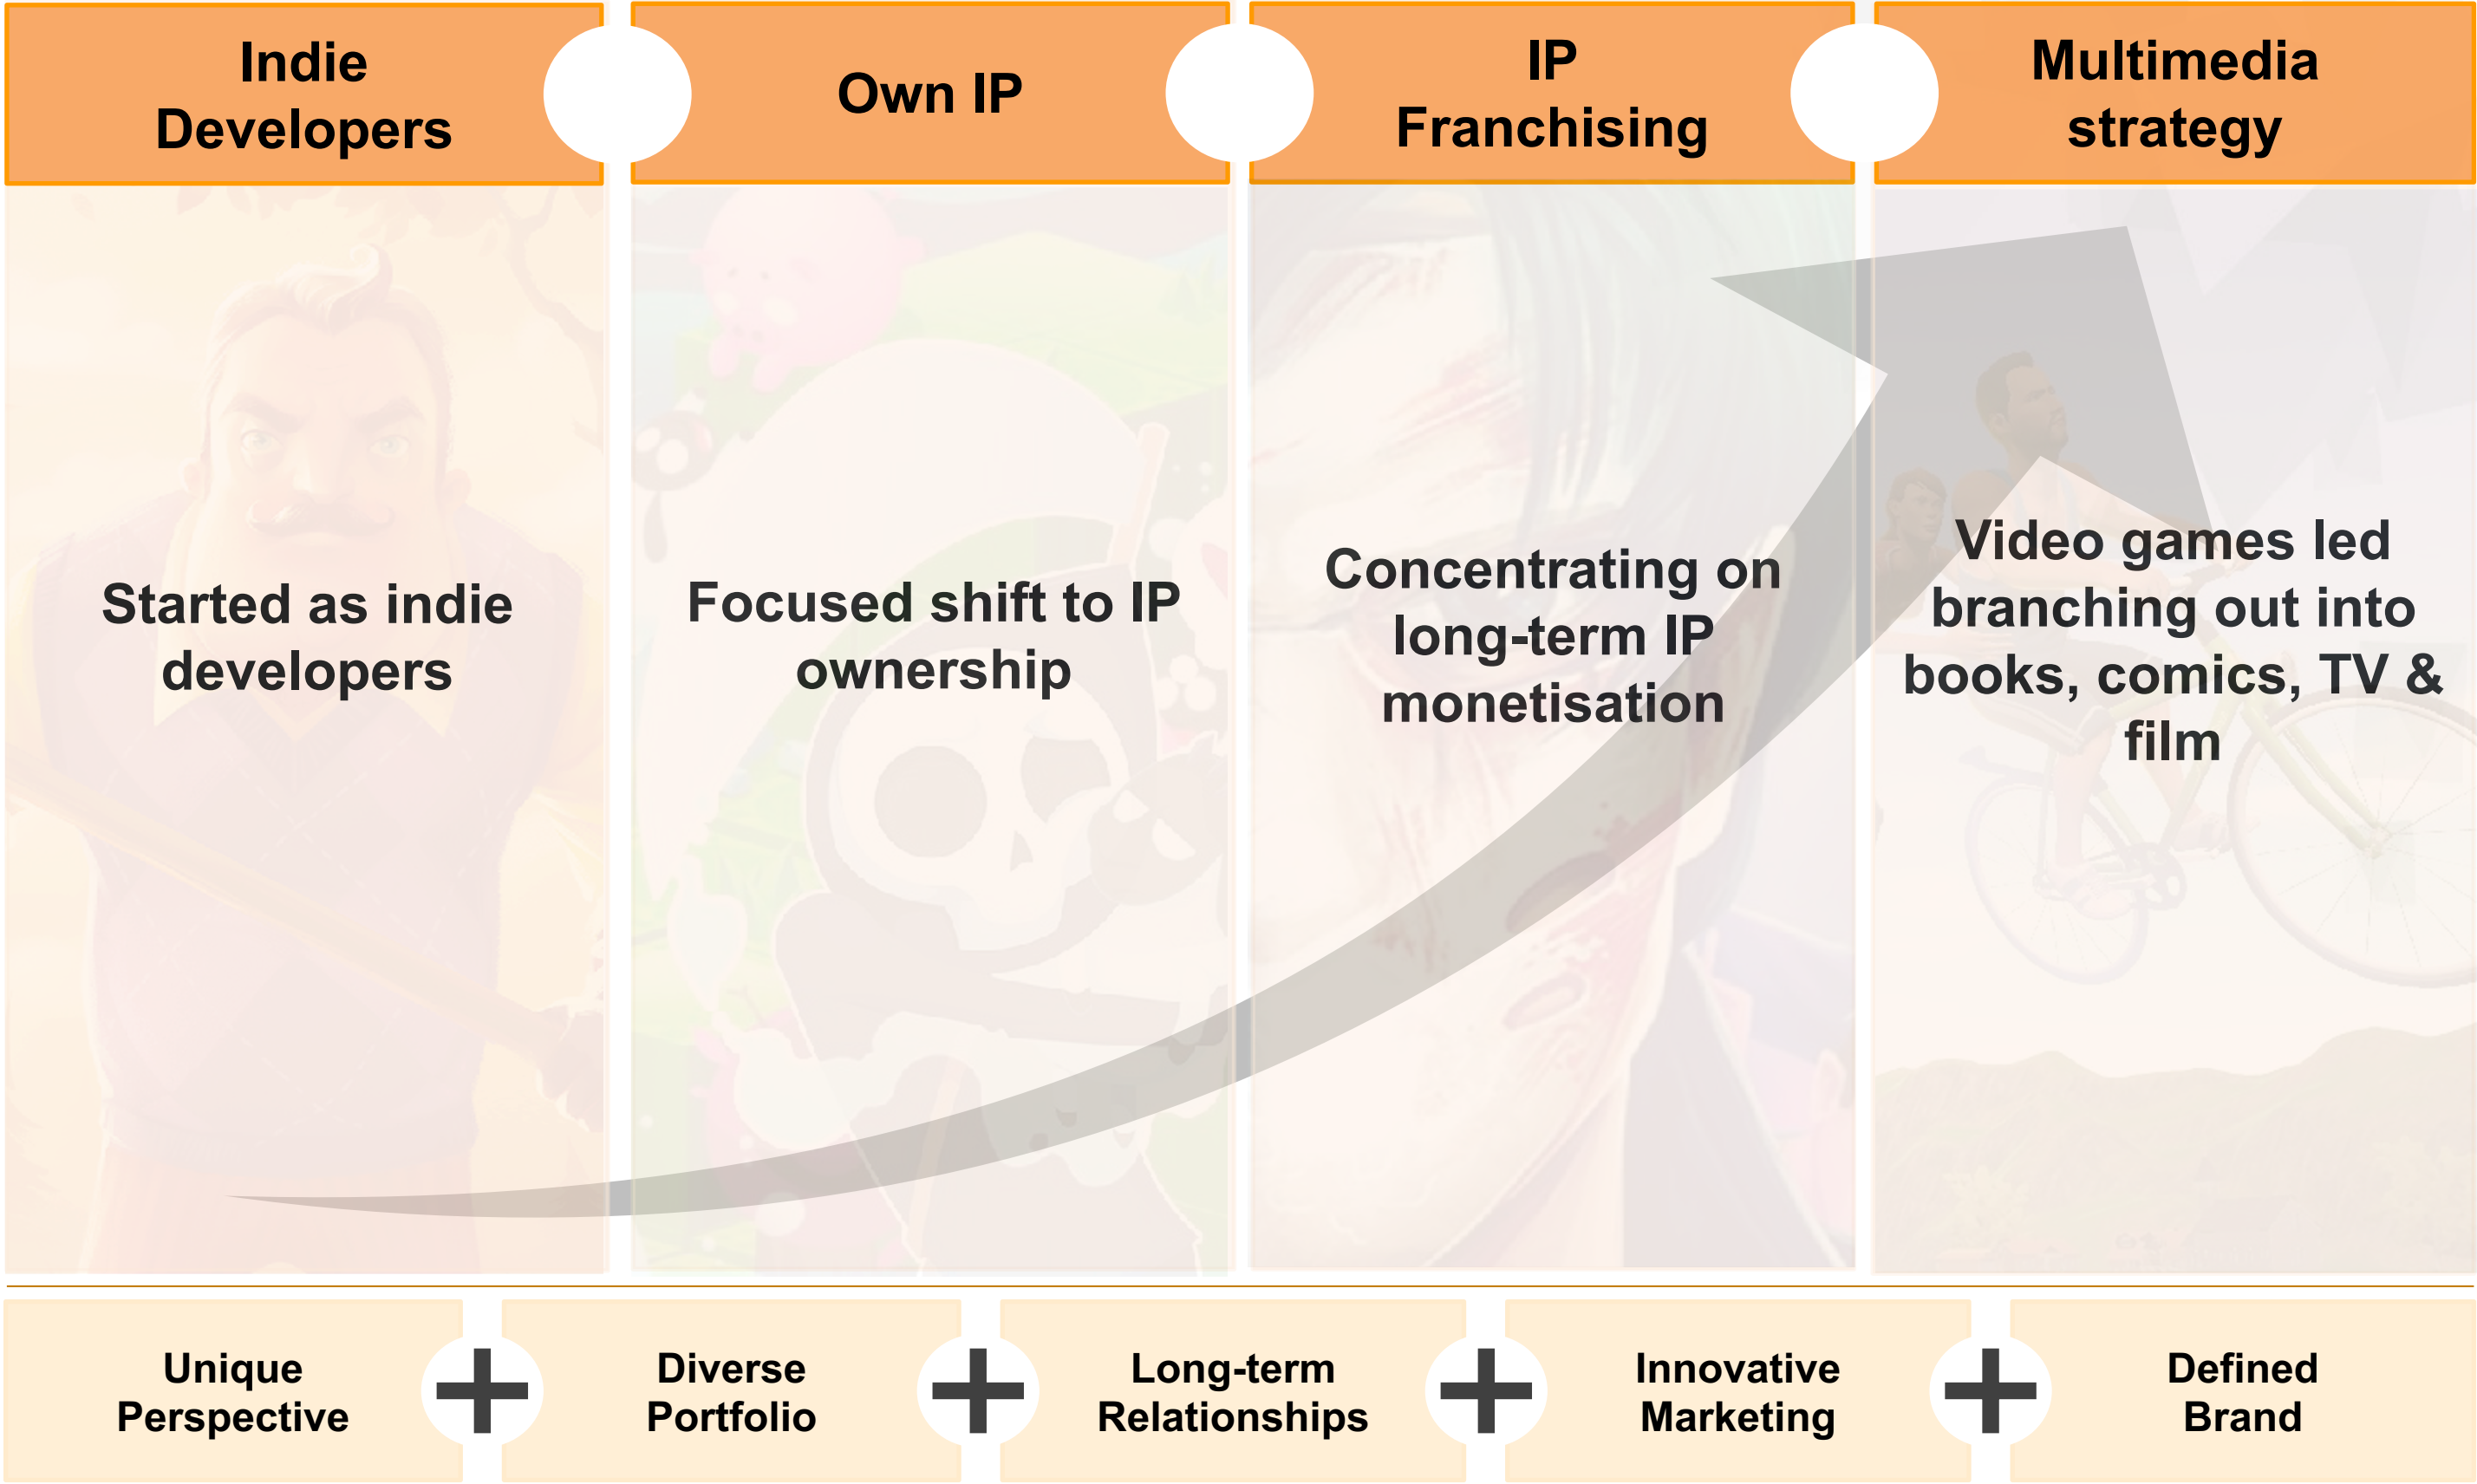 Indie
Developers
Own IP
IP
Franchising
Multimedia
strategy
Started as indie
developers
Focused shift to IP
ownership
Concentrating on
long-term IP
monetisation
Video games led
branching out into
books, comics, TV &
film
Unique
Perspective
Diverse
Portfolio
Long-term
Relationships
Innovative
Marketing
Defined
Brand